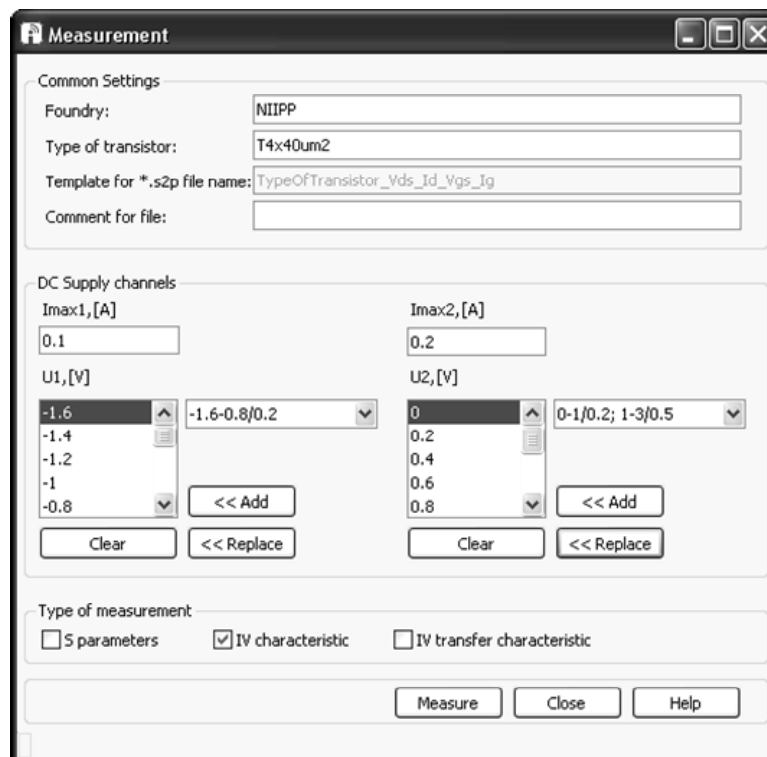 Measurement
Common Settings
Foundry: NIIPP
Type of transistor: T4x40um2
Template for *.s2p file name: TypeOfTransistor_Vds_Id_Vgs_Ig
Comment for file:
DC Supply channels
Imax1,[A] Imax2,[A]
0.1 0.2
U1,[V] U2,[V]
-1.6 -1.6-0.8/0.2 0 0-1/0.2; 1-3/0.5
-1.4 0.2
-1.2 0.4
-1 0.6
-0.8 << Add 0.8 << Add
Clear << Replace Clear << Replace
Type of measurement
S parameters IV characteristic IV transfer characteristic
Measure Close Help